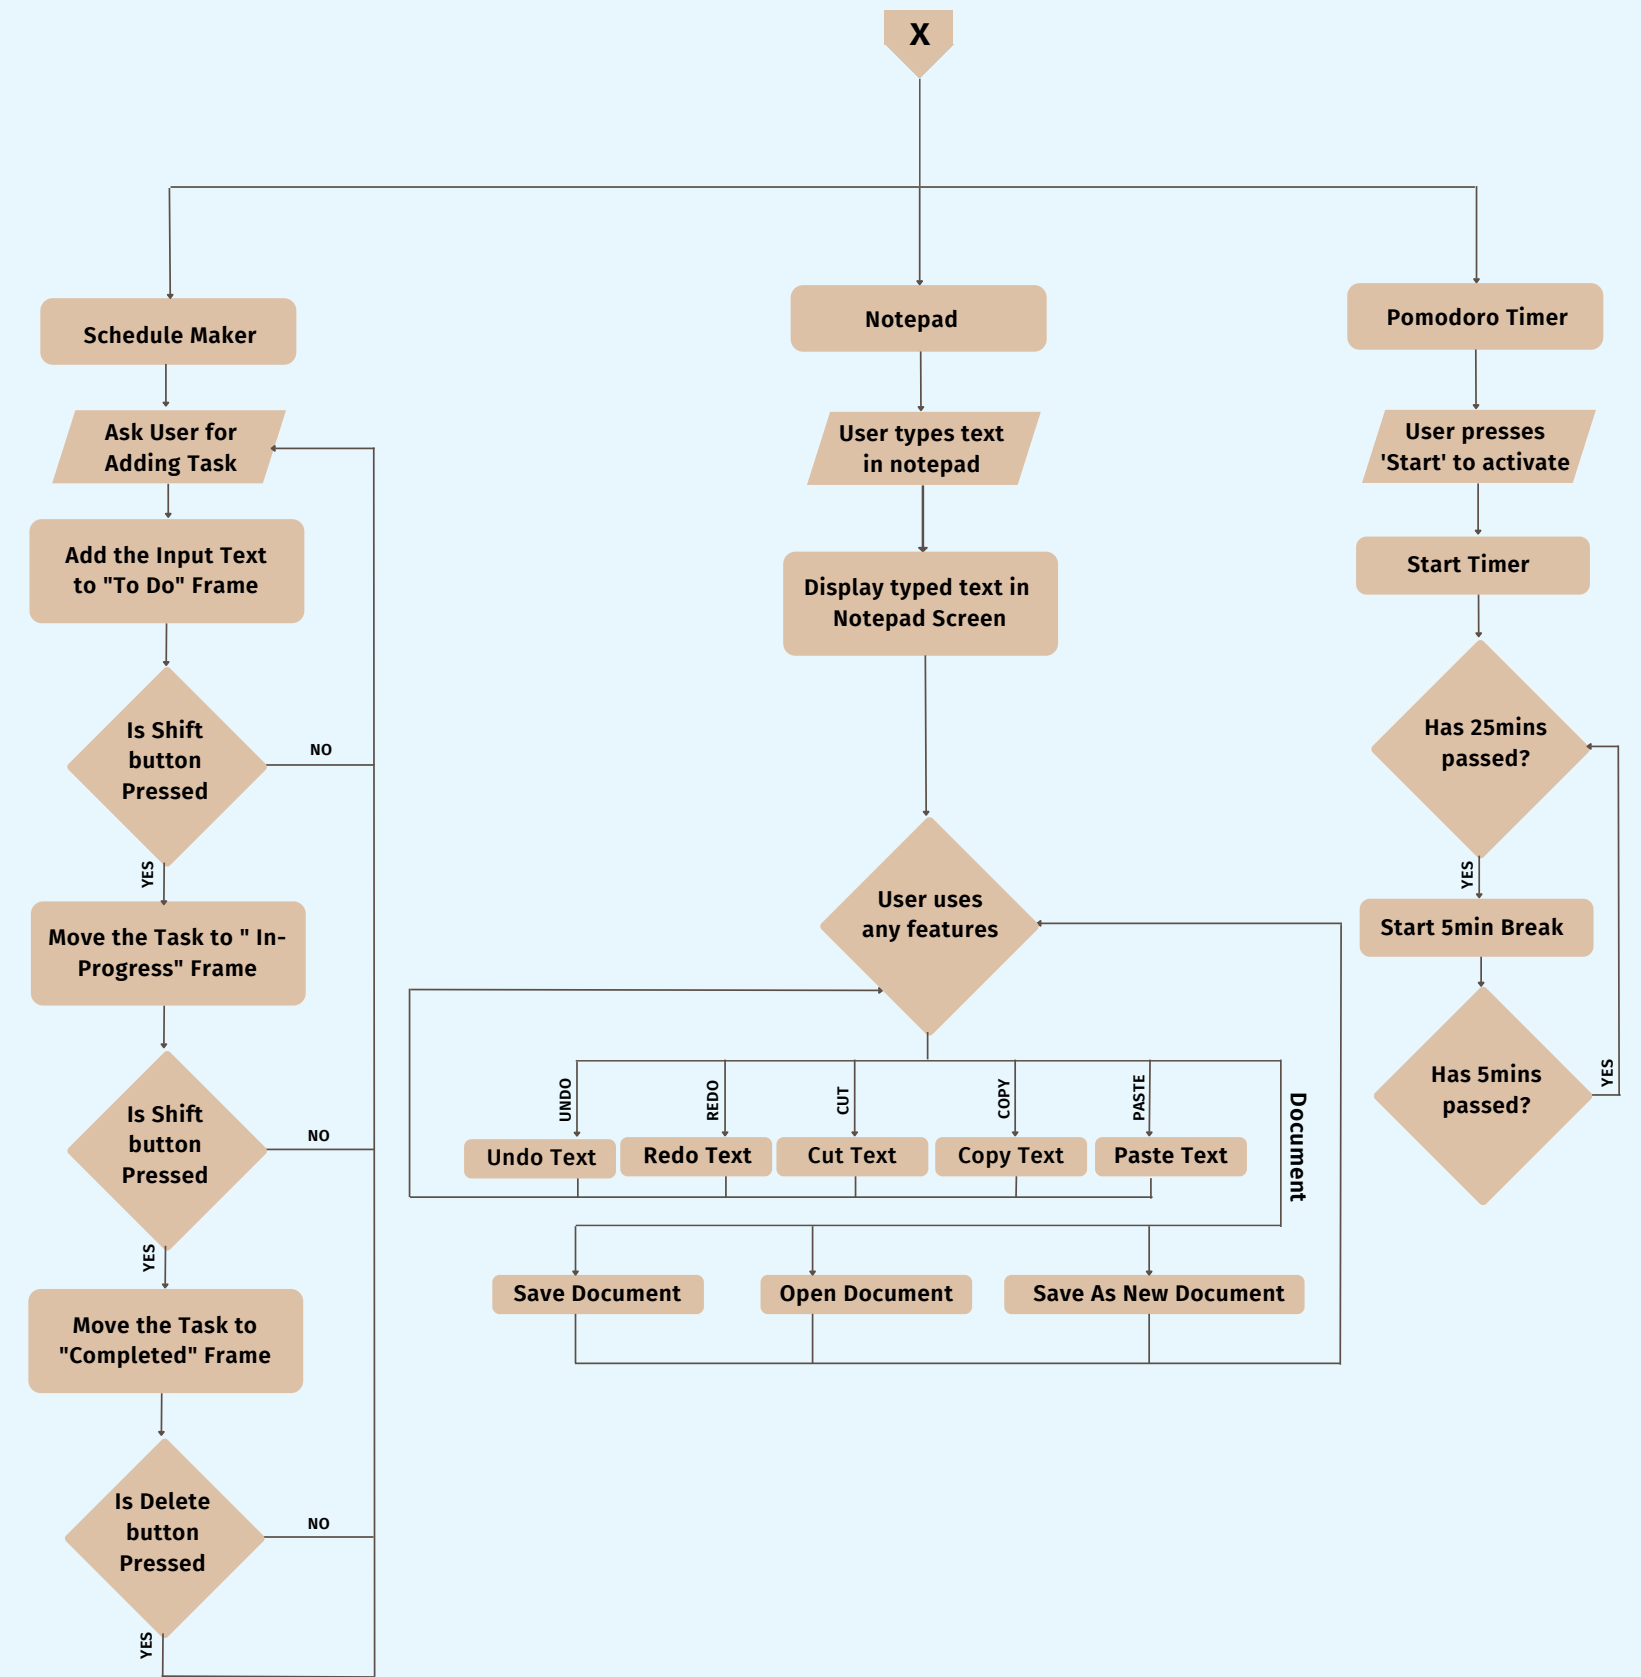 X
Schedule Maker
Ask User for
Adding Task
Add the Input Text
to "To Do" Frame
Is Shift
button
Pressed
NO
YES
Move the Task to " In-
Progress" Frame
Is Shift
button
Pressed
NO
YES
Move the Task to
"Completed" Frame
Is Delete
button
Pressed
NO
YES
Notepad
User types text
in notepad
Display typed text in
Notepad Screen
User uses
any features
UNDO
REDO
CUT
COPY
PASTE
Document
Undo Text
Redo Text
Cut Text
Copy Text
Paste Text
Save Document
Open Document
Save As New Document
Pomodoro Timer
User presses
'Start' to activate
Start Timer
Has 25mins
passed?
YES
Start 5min Break
Has 5mins
passed?
YES